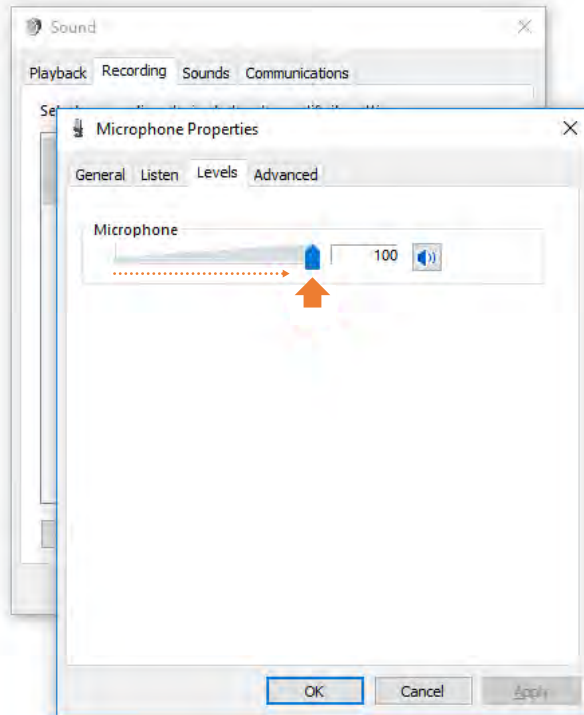 Sound
Playback Recording Sounds Communications
Microphone Properties
General Listen Levels Advanced
Microphone
100
OK Cancel Apply